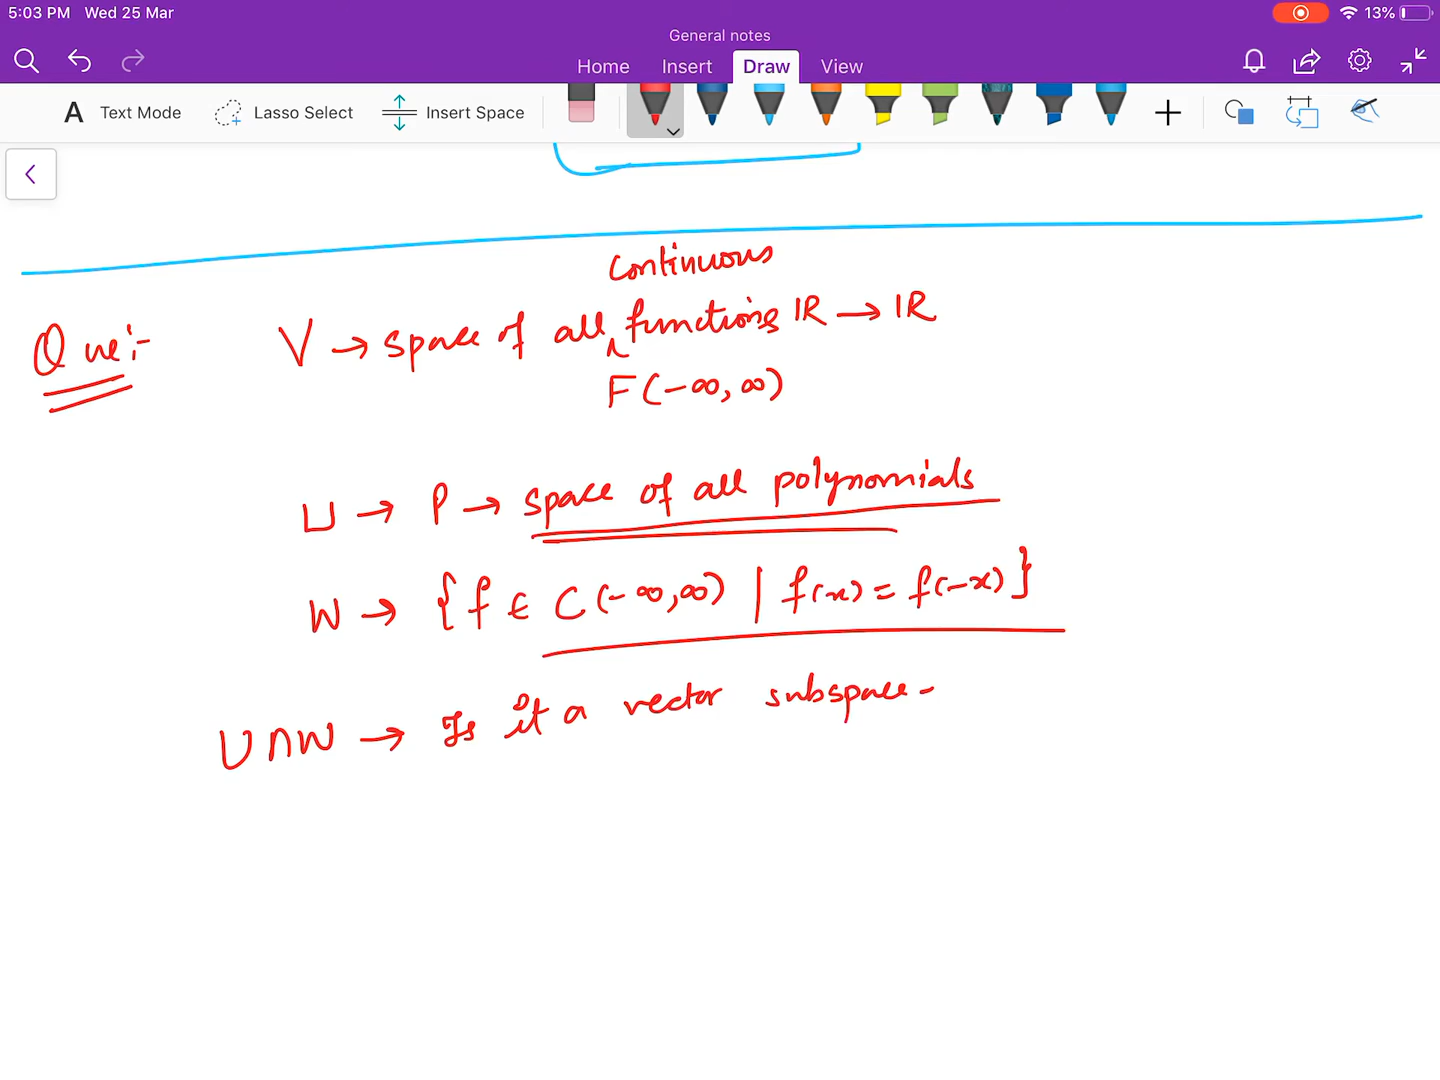 5:03 PM Wed 25 Mar 13%
General notes
Home Insert Draw View
A Text Mode Lasso Select Insert Space
Continuous
Que:- V → Space of all functions IR → IR
F(-∞, ∞)
U → P → Space of all polynomials
W → {f ∈ C(-∞,∞) | f(x) = f(-x)}
U∩W → Is it a vector subspace -